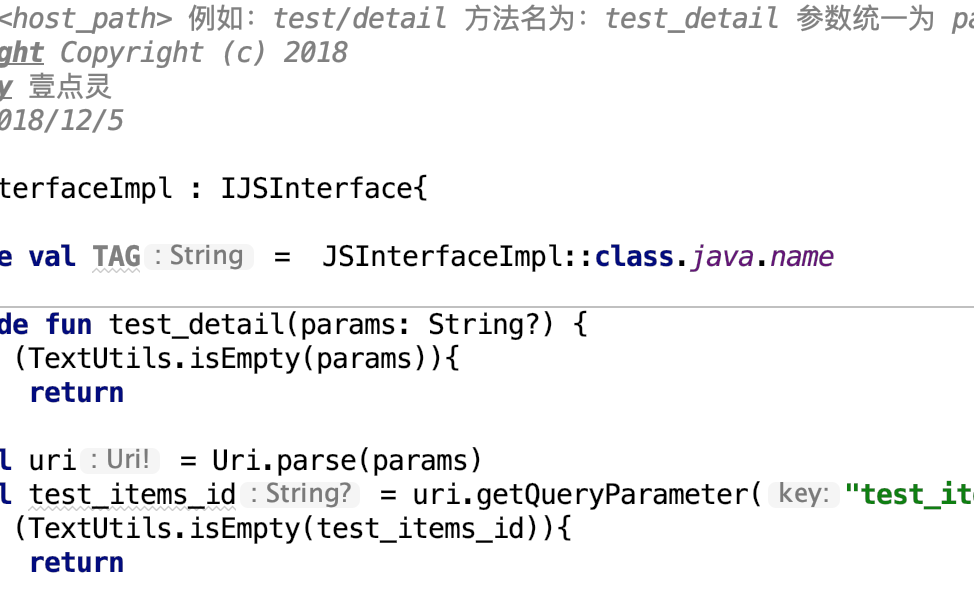 <host_path> 例如：test/detail 方法名为：test_detail 参数统一为 pa
ght Copyright (c) 2018
y 壹点灵
018/12/5
terfaceImpl : IJSInterface{
e val TAG : String = JSInterfaceImpl::class.java.name
de fun test_detail(params: String?) {
(TextUtils.isEmpty(params)){
return
l uri : Uri! = Uri.parse(params)
l test_items_id : String? = uri.getQueryParameter( key: "test_ite
(TextUtils.isEmpty(test_items_id)){
return